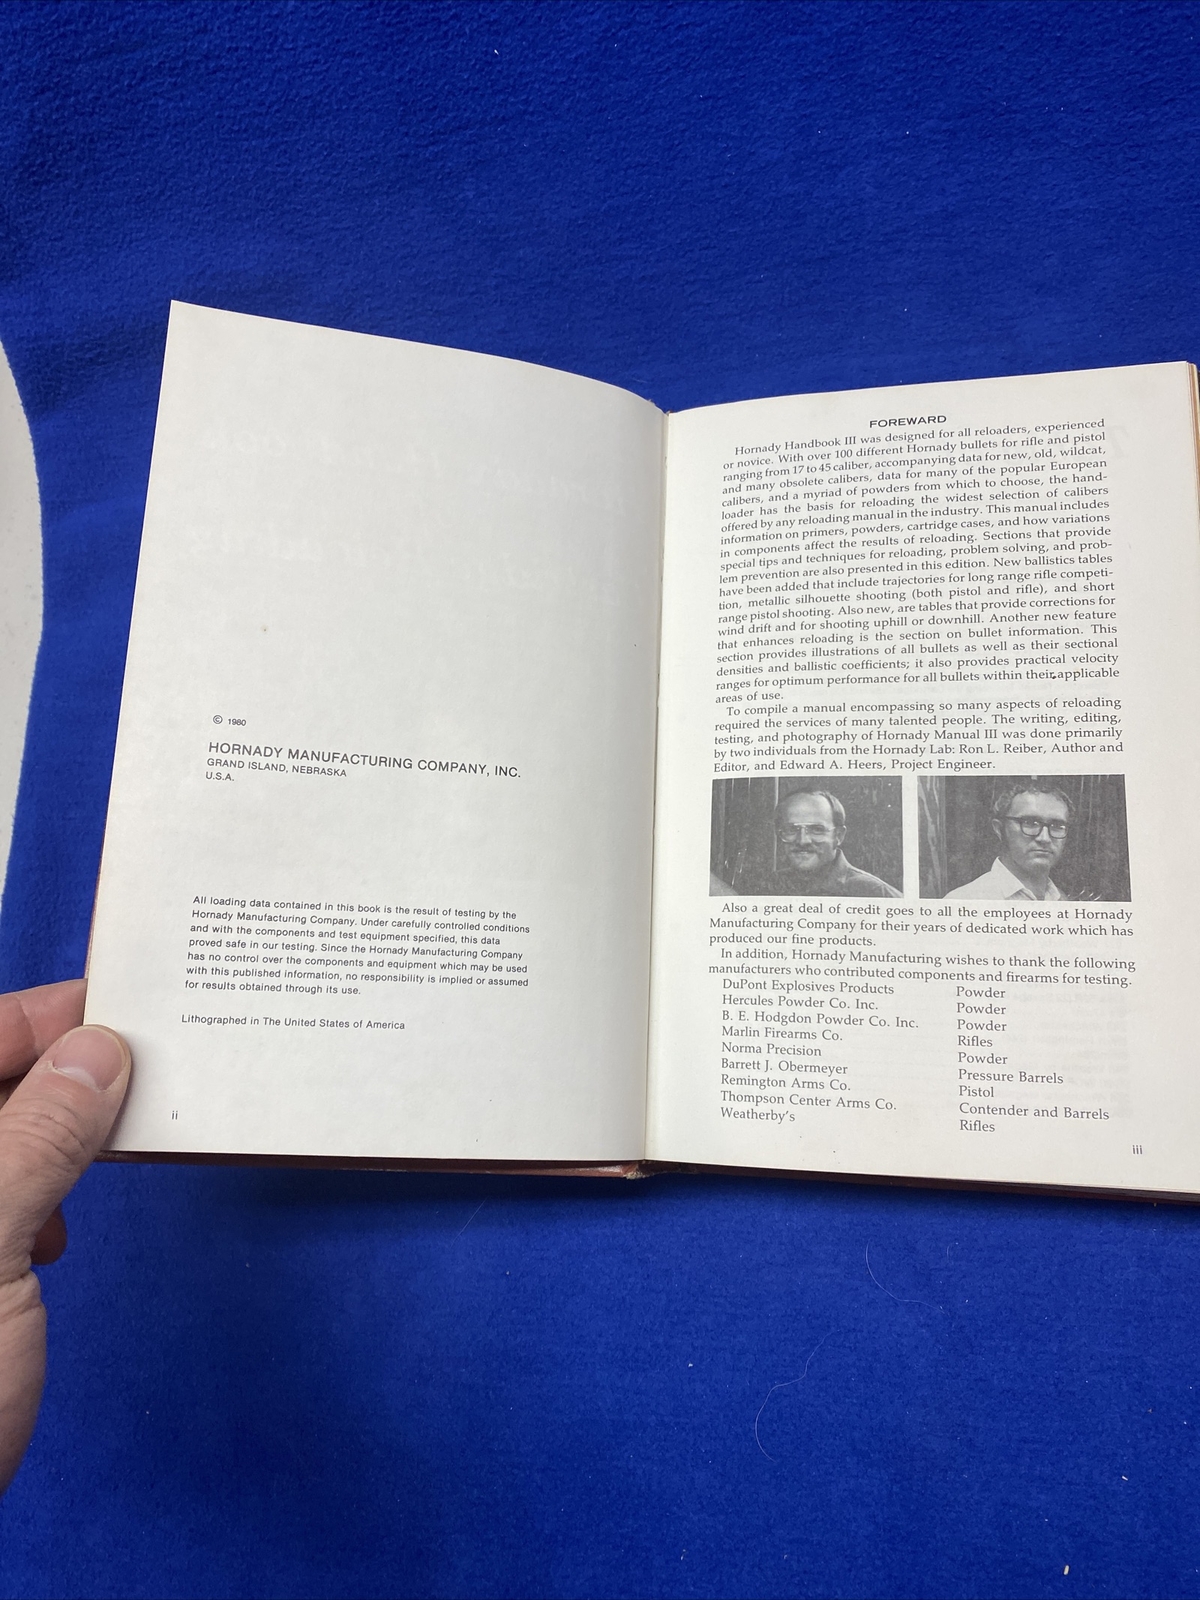 © 1980
HORNADY MANUFACTURING COMPANY, INC.
GRAND ISLAND, NEBRASKA
U.S.A.
All loading data contained in this book is the result of testing by the
Hornady Manufacturing Company. Under carefully controlled conditions
and with the components and test equipment specified, this data
proved safe in our testing. Since the Hornady Manufacturing Company
has no control over the components and equipment which may be used
with this published information, no responsibility is implied or assumed
for results obtained through its use.
Lithographed in The United States of America
ii
FOREWARD
Hornady Handbook III was designed for all reloaders, experienced
or novice. With over 100 different Hornady bullets for rifle and pistol
ranging from 17 to 45 caliber, accompanying data for new, old, wildcat,
and many obsolete calibers, data for many of the popular European
calibers, and a myriad of powders from which to choose, the hand-
loader has the basis for reloading the widest selection of calibers
offered by any reloading manual in the industry. This manual includes
information on primers, powders, cartridge cases, and how variations
in components affect the results of reloading. Sections that provide
special tips and techniques for reloading, problem solving, and prob-
lem prevention are also presented in this edition. New ballistics tables
have been added that include trajectories for long range rifle competi-
tion, metallic silhouette shooting (both pistol and rifle), and short
range pistol shooting. Also new, are tables that provide corrections for
wind drift and for shooting uphill or downhill. Another new feature
that enhances reloading is the section on bullet information. This
section provides illustrations of all bullets as well as their sectional
densities and ballistic coefficients; it also provides practical velocity
ranges for optimum performance for all bullets within their applicable
areas of use.
To compile a manual encompassing so many aspects of reloading
required the services of many talented people. The writing, editing,
testing, and photography of Hornady Manual III was done primarily
by two individuals from the Hornady Lab: Ron L. Reiber, Author and
Editor, and Edward A. Heers, Project Engineer.
Also a great deal of credit goes to all the employees at Hornady
Manufacturing Company for their years of dedicated work which has
produced our fine products.
In addition, Hornady Manufacturing wishes to thank the following
manufacturers who contributed components and firearms for testing.
DuPont Explosives Products Powder
Hercules Powder Co. Inc. Powder
B. E. Hodgdon Powder Co. Inc. Powder
Marlin Firearms Co. Rifles
Norma Precision Powder
Barrett J. Obermeyer Pressure Barrels
Remington Arms Co. Pistol
Thompson Center Arms Co. Contender and Barrels
Weatherby's Rifles
iii